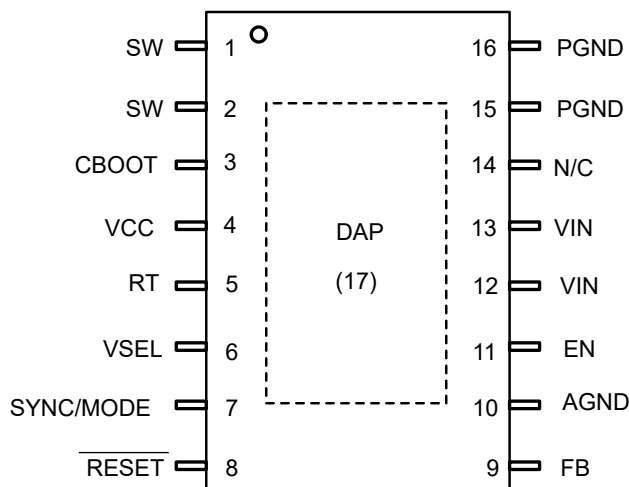 SW 1 16 PGND
SW 2 15 PGND
CBOOT 3 14 N/C
VCC 4 13 VIN
DAP
RT 5 12 VIN
(17)
VSEL 6 11 EN
SYNC/MODE 7 10 AGND
RESET 8 9 FB